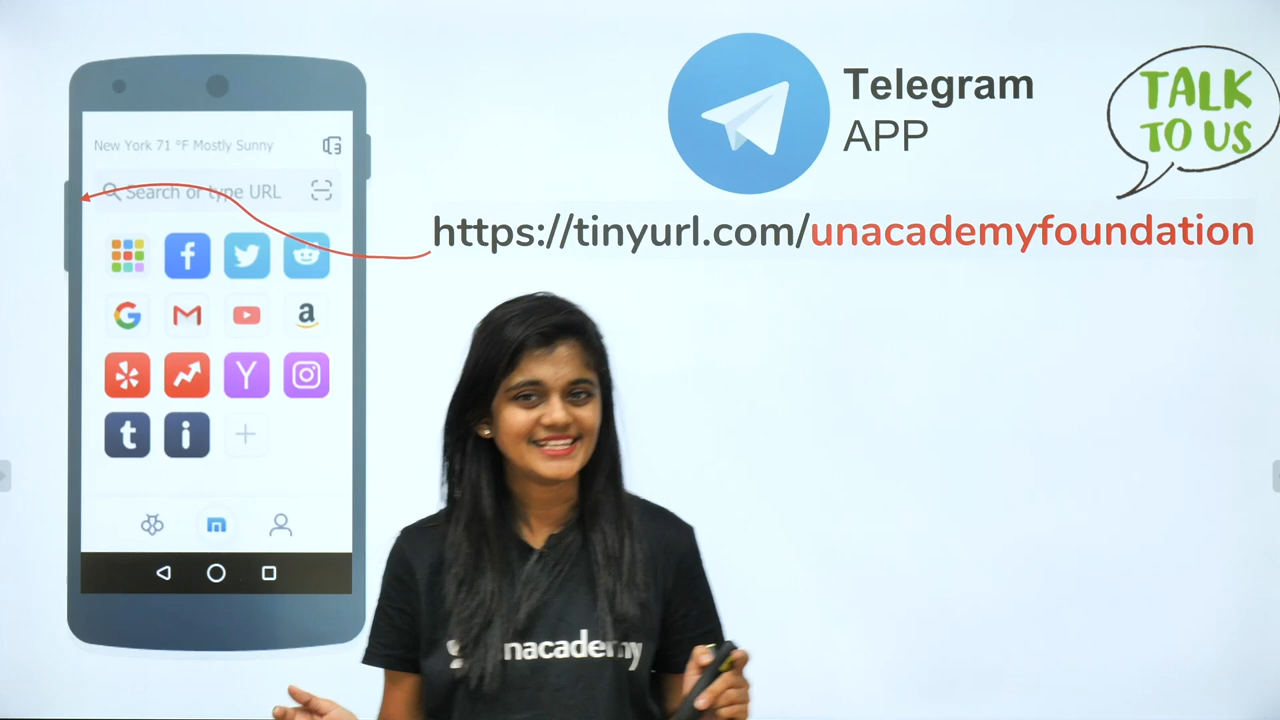 New York 71 °F Mostly Sunny
Search or type URL
Telegram
APP
TALK
TO US
https://tinyurl.com/unacademyfoundation
unacademy